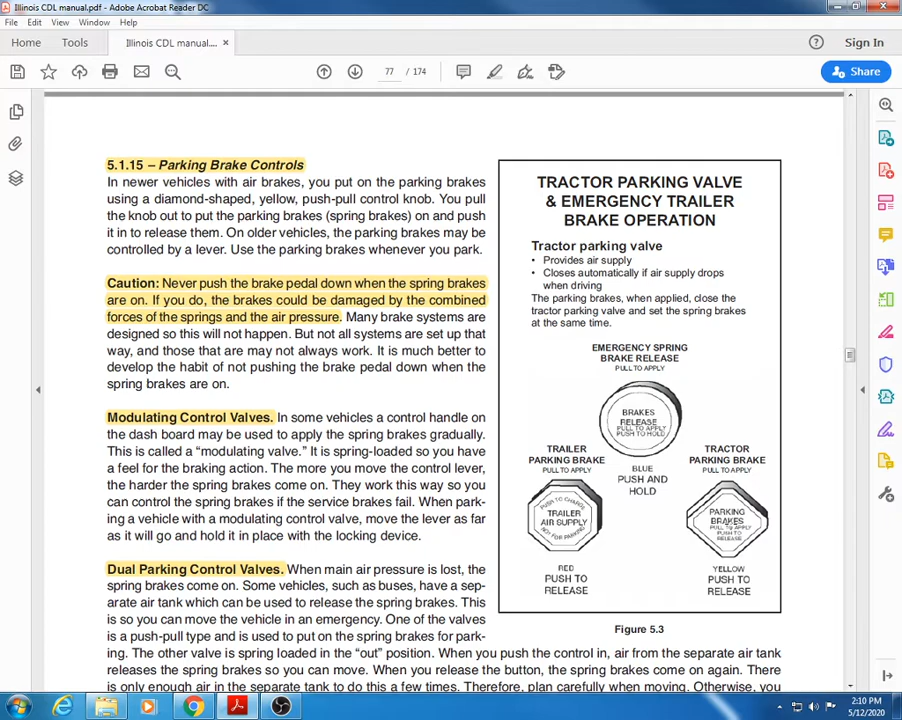 Illinois CDL manual.pdf - Adobe Acrobat Reader DC
File Edit View Window Help
Home Tools Illinois CDL manual.... × Sign In
77 / 174 Share
5.1.15 – Parking Brake Controls
In newer vehicles with air brakes, you put on the parking brakes
using a diamond-shaped, yellow, push-pull control knob. You pull
the knob out to put the parking brakes (spring brakes) on and push
it in to release them. On older vehicles, the parking brakes may be
controlled by a lever. Use the parking brakes whenever you park.
Caution: Never push the brake pedal down when the spring brakes
are on. If you do, the brakes could be damaged by the combined
forces of the springs and the air pressure. Many brake systems are
designed so this will not happen. But not all systems are set up that
way, and those that are may not always work. It is much better to
develop the habit of not pushing the brake pedal down when the
spring brakes are on.
Modulating Control Valves. In some vehicles a control handle on
the dash board may be used to apply the spring brakes gradually.
This is called a “modulating valve.” It is spring-loaded so you have
a feel for the braking action. The more you move the control lever,
the harder the spring brakes come on. They work this way so you
can control the spring brakes if the service brakes fail. When park-
ing a vehicle with a modulating control valve, move the lever as far
as it will go and hold it in place with the locking device.
Dual Parking Control Valves. When main air pressure is lost, the
spring brakes come on. Some vehicles, such as buses, have a sep-
arate air tank which can be used to release the spring brakes. This
is so you can move the vehicle in an emergency. One of the valves
is a push-pull type and is used to put on the spring brakes for park-
ing. The other valve is spring loaded in the “out” position. When you push the control in, air from the separate air tank
releases the spring brakes so you can move. When you release the button, the spring brakes come on again. There
is only enough air in the separate tank to do this a few times. Therefore, plan carefully when moving. Otherwise, you
TRACTOR PARKING VALVE
& EMERGENCY TRAILER
BRAKE OPERATION
Tractor parking valve
• Provides air supply
• Closes automatically if air supply drops
when driving
The parking brakes, when applied, close the
tractor parking valve and set the spring brakes
at the same time.
EMERGENCY SPRING
BRAKE RELEASE
PULL TO APPLY
BRAKES
RELEASE
PULL TO APPLY
PUSH TO HOLD
BLUE
PUSH AND
HOLD
TRAILER
PARKING BRAKE
PULL TO APPLY
PUSH TO CHARGE
TRAILER
AIR SUPPLY
NOT FOR PARKING
RED
PUSH TO
RELEASE
TRACTOR
PARKING BRAKE
PULL TO APPLY
PARKING
BRAKES
PULL TO APPLY
PUSH TO
RELEASE
YELLOW
PUSH TO
RELEASE
Figure 5.3
2:10 PM
5/12/2020